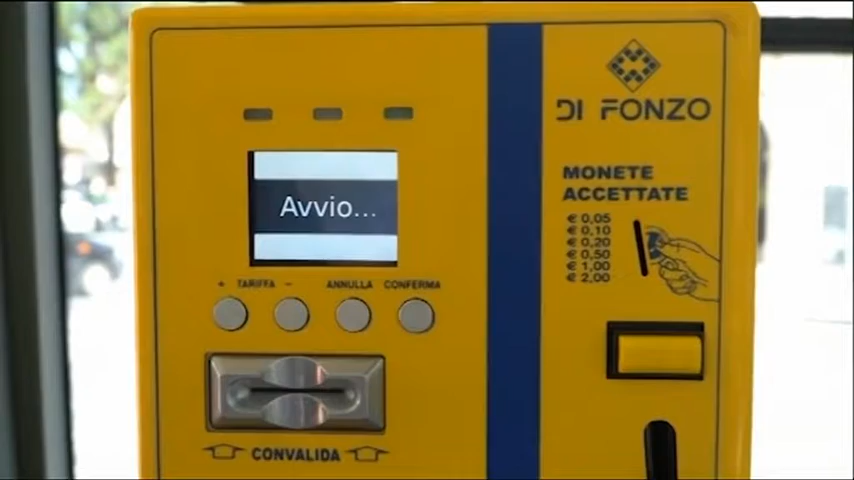 DI FONZO
Avvio...
MONETE
ACCETTATE
€ 0,05
€ 0,10
€ 0,20
€ 0,50
€ 1,00
€ 2,00
+ TARIFFA - ANNULLA CONFERMA
CONVALIDA